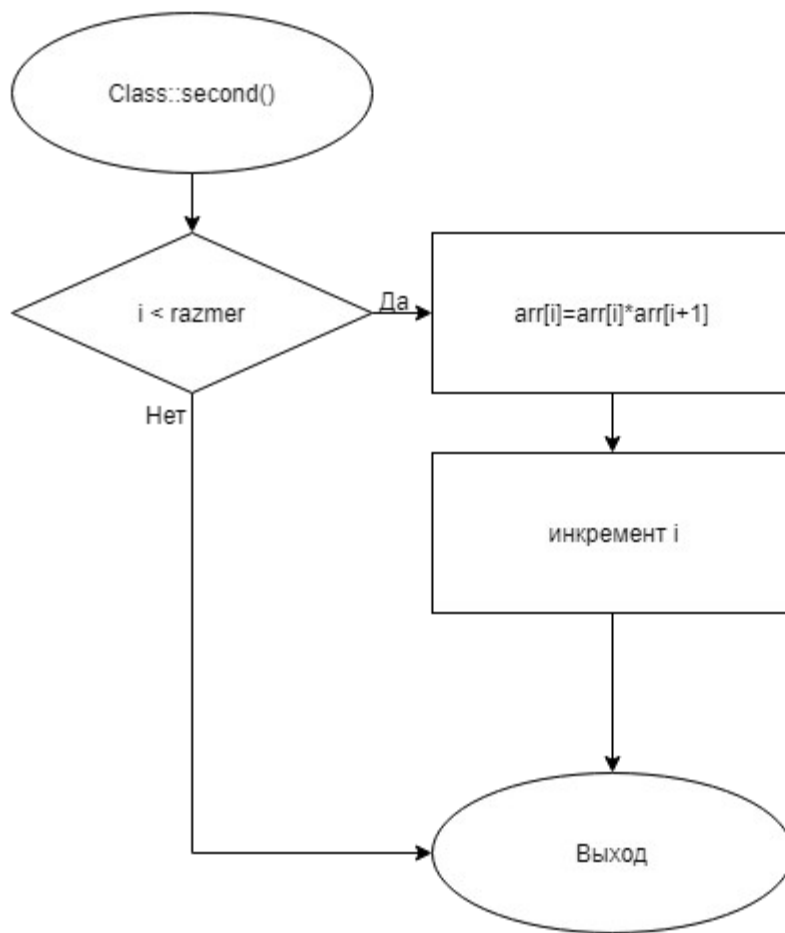 Class::second()
i < razmer
Да
arr[i]=arr[i]*arr[i+1]
Нет
инкремент i
Выход